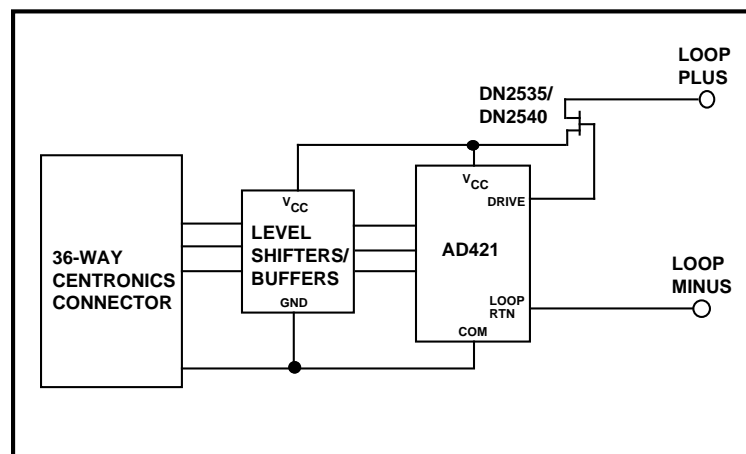 LOOP
PLUS
DN2535/
DN2540
VCC
VCC
DRIVE
LEVEL
SHIFTERS/
BUFFERS
AD421
36-WAY
CENTRONICS
CONNECTOR
LOOP
MINUS
GND
LOOP
RTN
COM